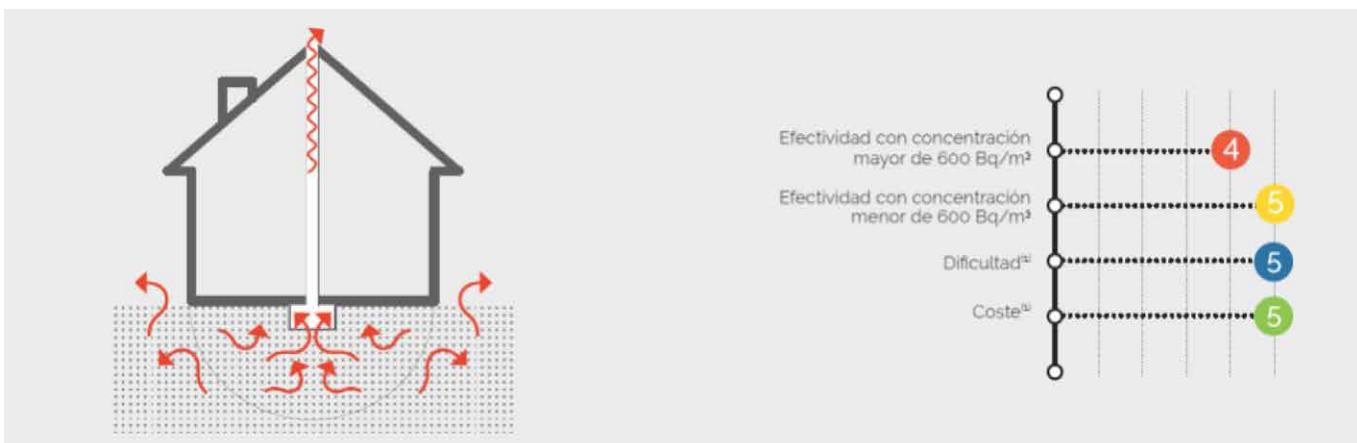 Efectividad con concentración
mayor de 600 Bq/m³
4
Efectividad con concentración
menor de 600 Bq/m³
5
Dificultad⁽¹⁾
5
Coste⁽¹⁾
5